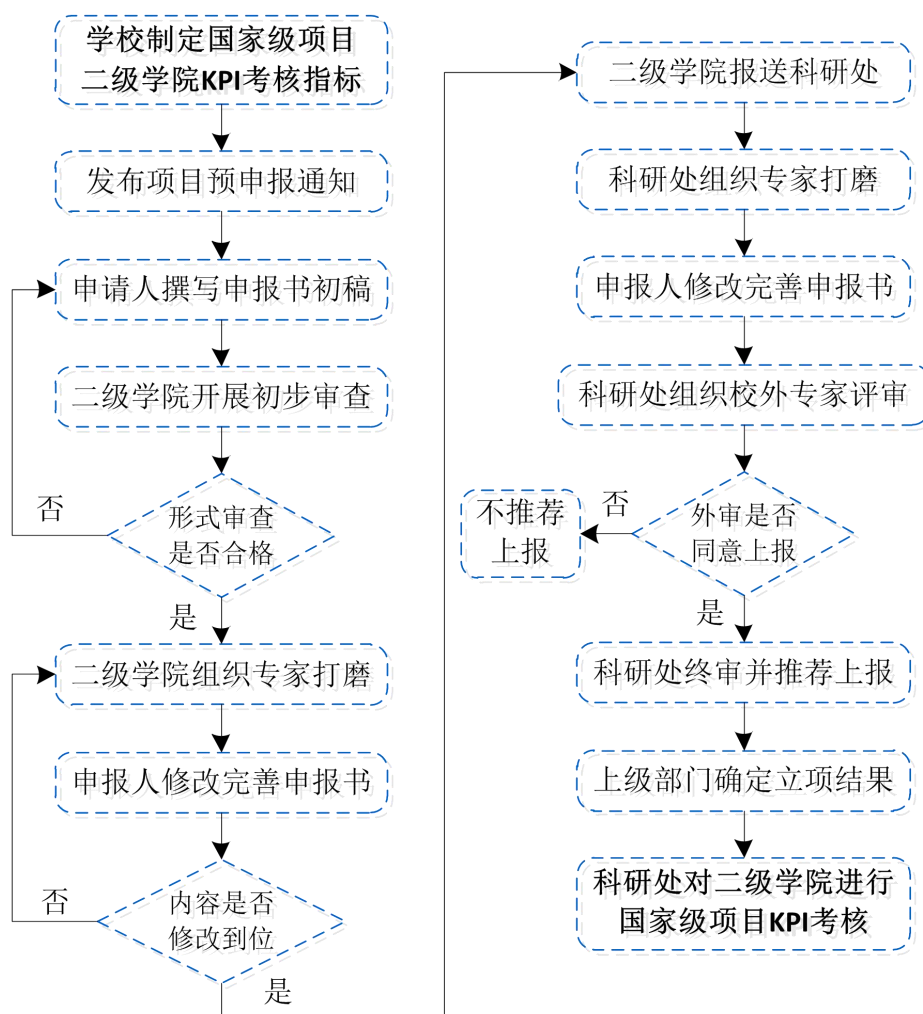 学校制定国家级项目
二级学院KPI考核指标
发布项目预申报通知
申请人撰写申报书初稿
二级学院开展初步审查
否
形式审查
是否合格
是
二级学院组织专家打磨
申报人修改完善申报书
否
内容是否
修改到位
是
二级学院报送科研处
科研处组织专家打磨
申报人修改完善申报书
科研处组织校外专家评审
不推荐
上报
否
外审是否
同意上报
是
科研处终审并推荐上报
上级部门确定立项结果
科研处对二级学院进行
国家级项目KPI考核